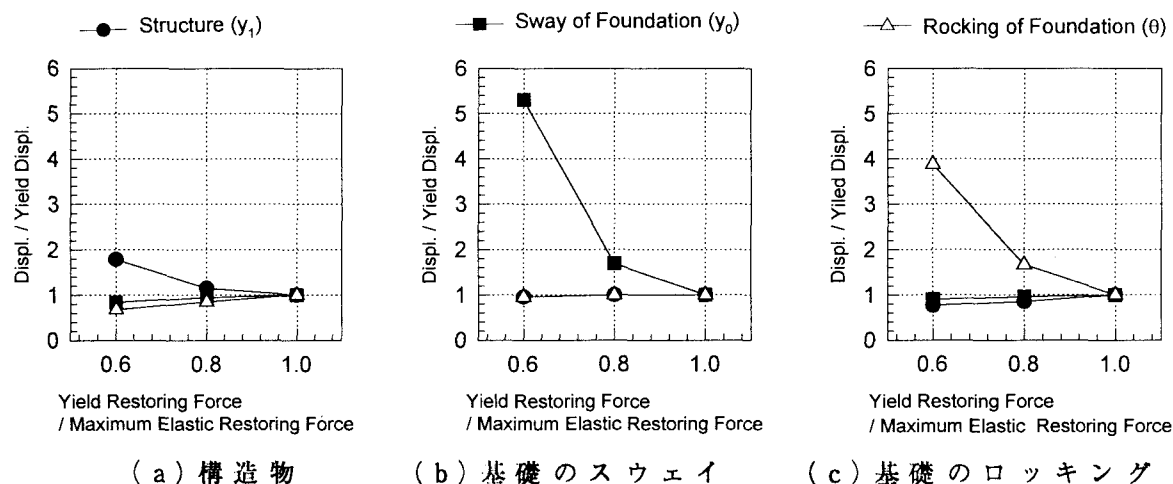 Structure (y₁)
Sway of Foundation (y₀)
Rocking of Foundation (θ)
Displ. / Yield Displ.
6
5
4
3
2
1
0
0.6 0.8 1.0
Yield Restoring Force
/ Maximum Elastic Restoring Force
(a)構造物
Displ. / Yield Displ.
6
5
4
3
2
1
0
0.6 0.8 1.0
Yield Restoring Force
/ Maximum Elastic Restoring Force
(b)基礎のスウェイ
Displ. / Yiled Displ.
6
5
4
3
2
1
0
0.6 0.8 1.0
Yield Restoring Force
/ Maximum Elastic Restoring Force
(c)基礎のロッキング